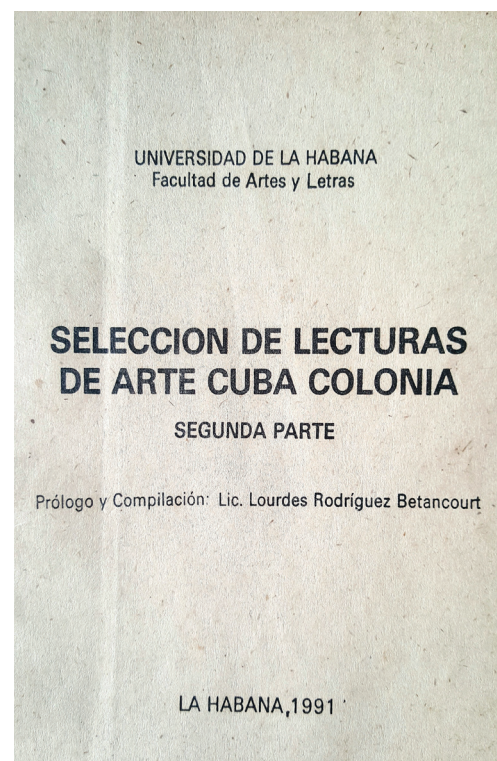 UNIVERSIDAD DE LA HABANA
Facultad de Artes y Letras
SELECCION DE LECTURAS
DE ARTE CUBA COLONIA
SEGUNDA PARTE
Prólogo y Compilación: Lic. Lourdes Rodríguez Betancourt
LA HABANA,1991